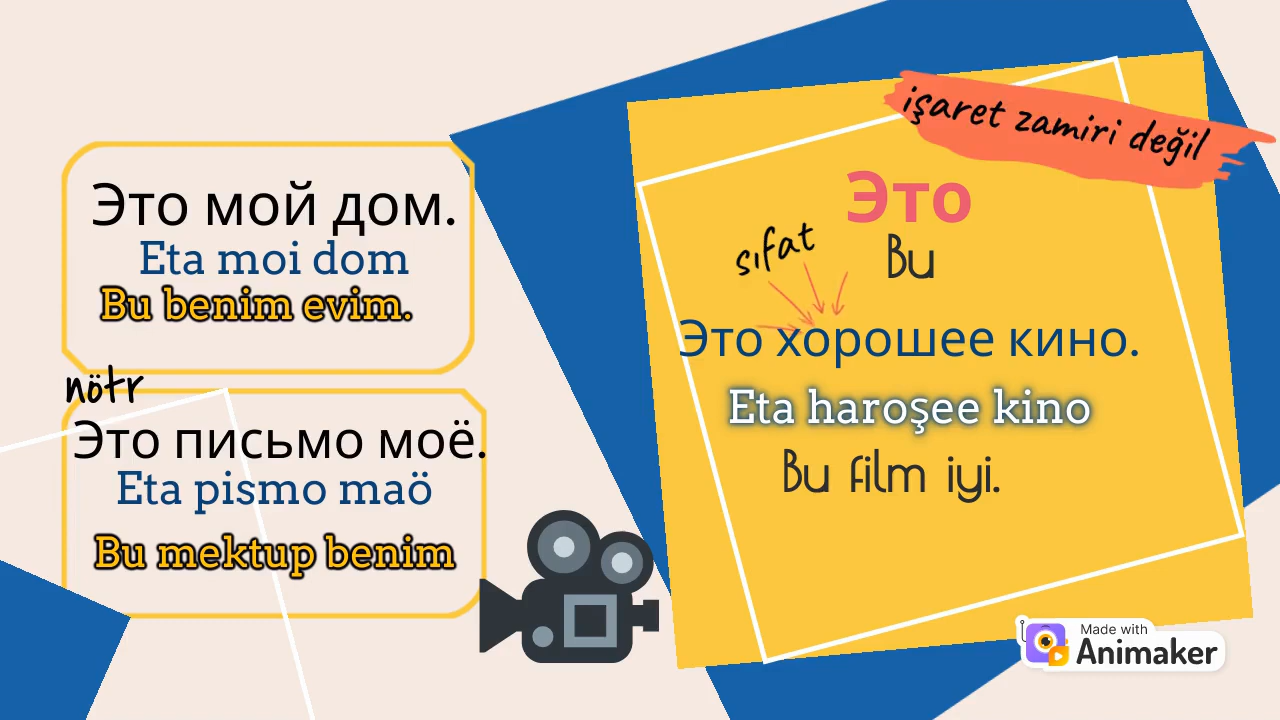 Это мой дом.
Eta moi dom
Bu benim evim.
nötr
Это письмо моё.
Eta pismo maö
Bu mektup benim
işaret zamiri değil
Это
Bu
sıfat
Это хорошее кино.
Eta haroşee kino
Bu film iyi.
Made with
Animaker